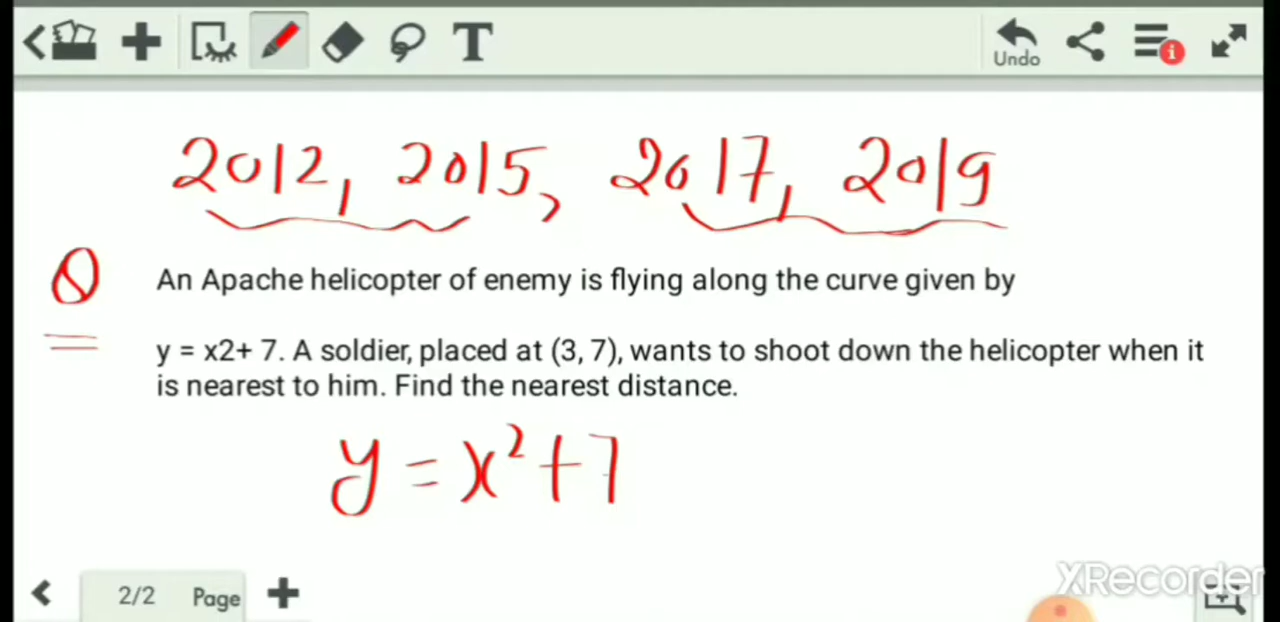 Undo
2012, 2015, 2017, 2019
Q An Apache helicopter of enemy is flying along the curve given by
y = x2+ 7. A soldier, placed at (3, 7), wants to shoot down the helicopter when it
is nearest to him. Find the nearest distance.
y = x² + 7
XRecorder
2/2 Page